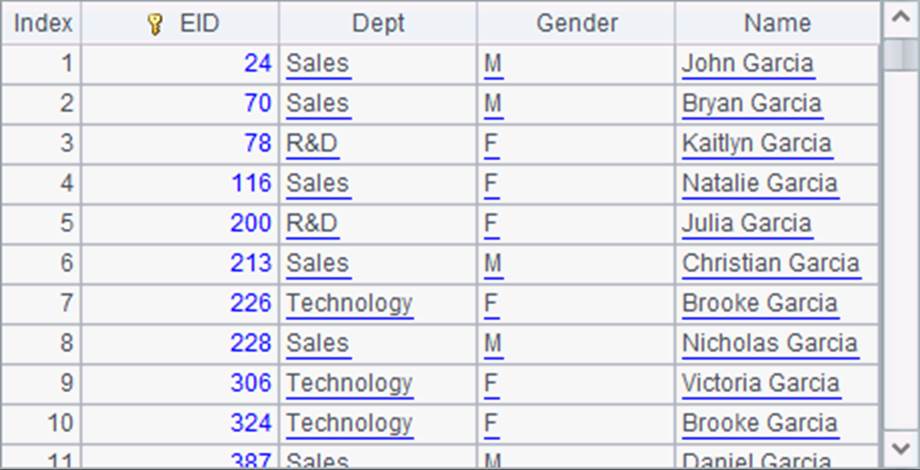 Index EID Dept Gender Name
1 24 Sales M John Garcia
2 70 Sales M Bryan Garcia
3 78 R&D F Kaitlyn Garcia
4 116 Sales F Natalie Garcia
5 200 R&D F Julia Garcia
6 213 Sales M Christian Garcia
7 226 Technology F Brooke Garcia
8 228 Sales M Nicholas Garcia
9 306 Technology F Victoria Garcia
10 324 Technology F Brooke Garcia
11 387 Sales M Daniel Garcia